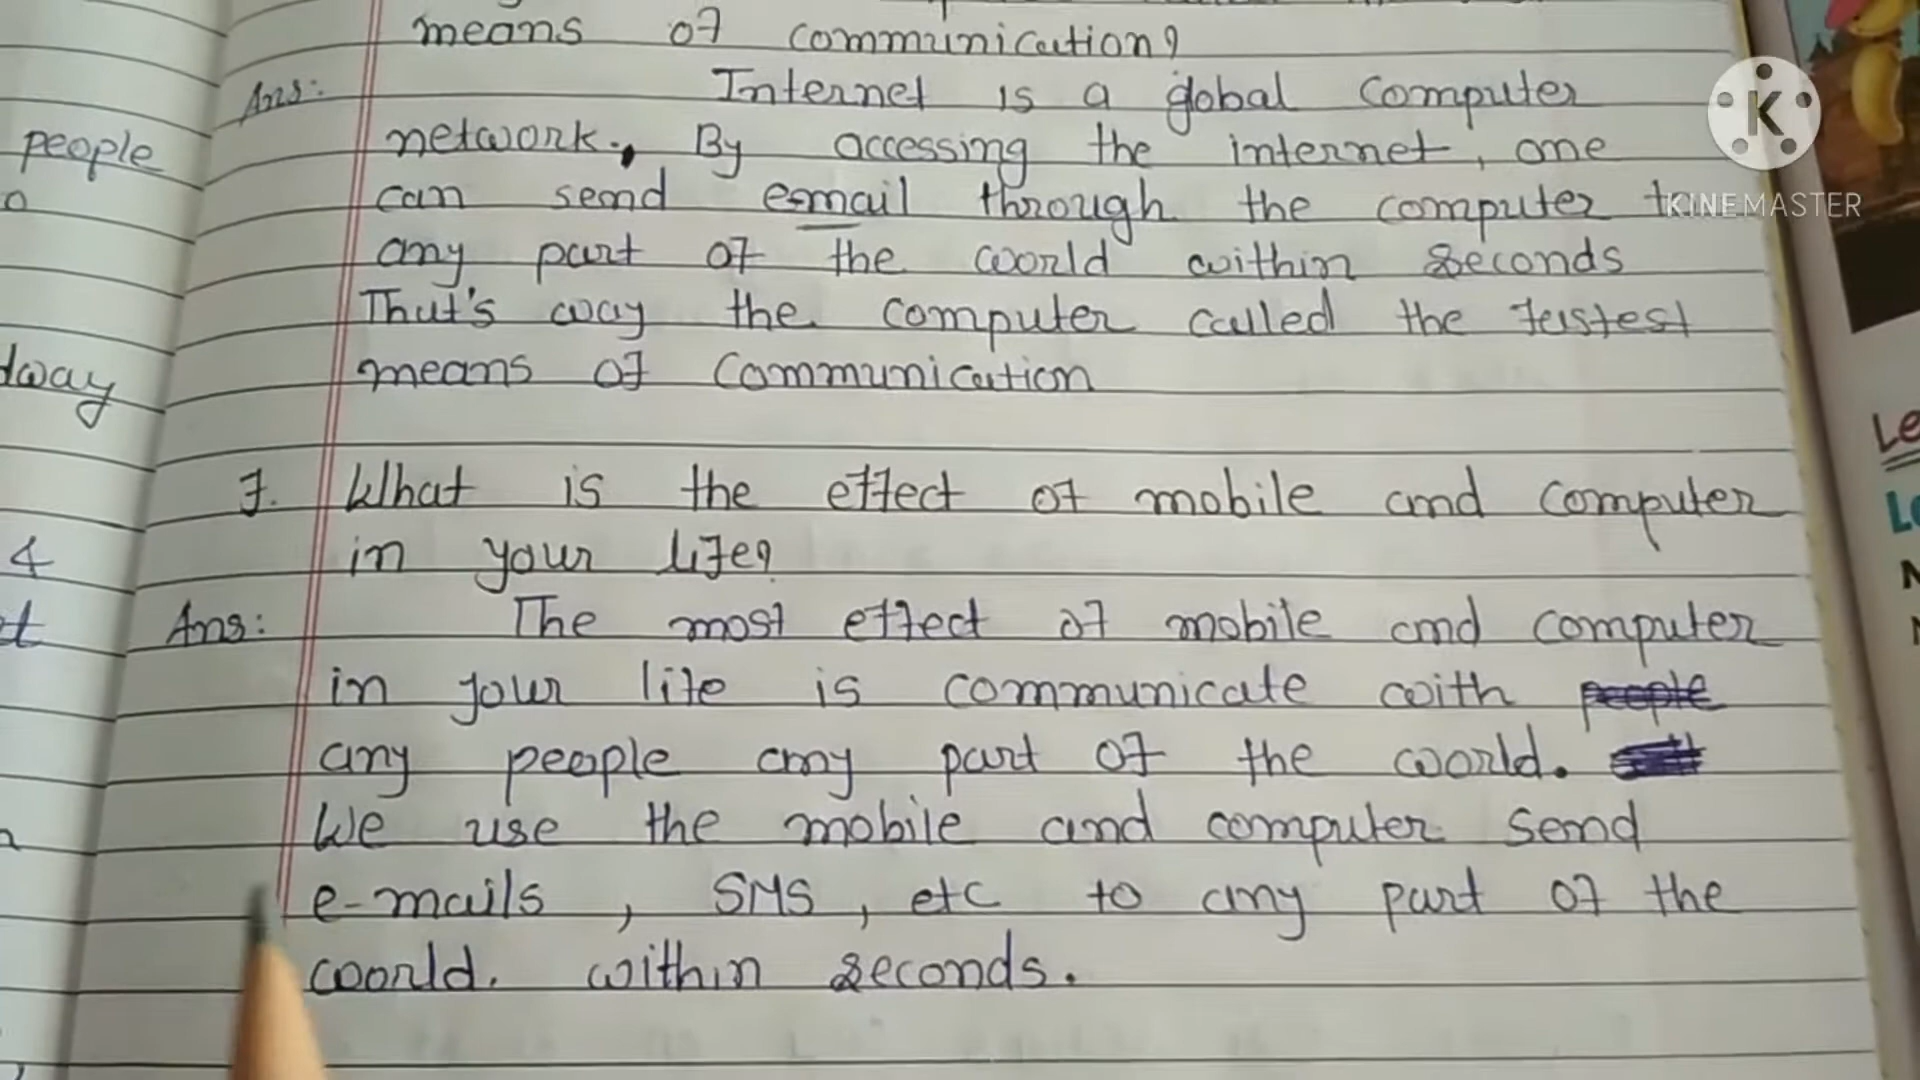 means of communication?
Ans: Internet is a global computer
network. By accessing the internet, one
can send e-mail through the computer to
any part of the world within seconds
That's way the computer called the fastest
means of communication
7. What is the effect of mobile and computer
in your life?
Ans: The most effect of mobile and computer
in your life is communicate with people
any people any part of the world.
We use the mobile and computer send
e-mails, SMS, etc to any part of the
world. within seconds.
people
way
4
K
KINEMASTER
Le